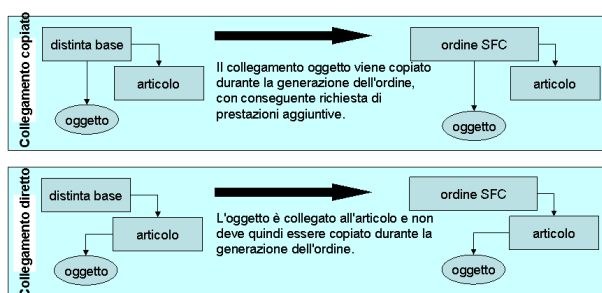 Collegamento copiato
distinta base
articolo
oggetto
Il collegamento oggetto viene copiato
durante la generazione dell'ordine,
con conseguente richiesta di
prestazioni aggiuntive.
ordine SFC
articolo
oggetto
Collegamento diretto
distinta base
articolo
oggetto
L'oggetto è collegato all'articolo e non
deve quindi essere copiato durante la
generazione dell'ordine.
ordine SFC
articolo
oggetto